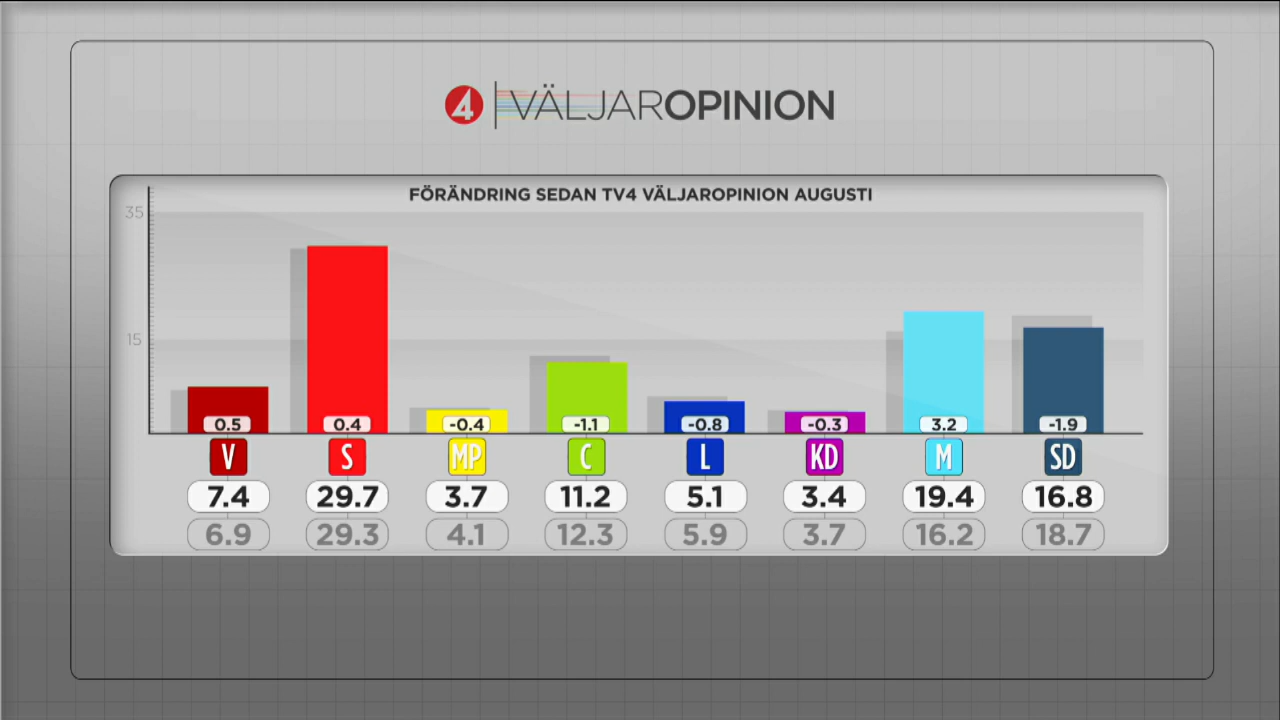 4 VÄLJAROPINION
FÖRÄNDRING SEDAN TV4 VÄLJAROPINION AUGUSTI
35
15
0.5 0.4 -0.4 -1.1 -0.8 -0.3 3.2 -1.9
V S MP C L KD M SD
7.4 29.7 3.7 11.2 5.1 3.4 19.4 16.8
6.9 29.3 4.1 12.3 5.9 3.7 16.2 18.7